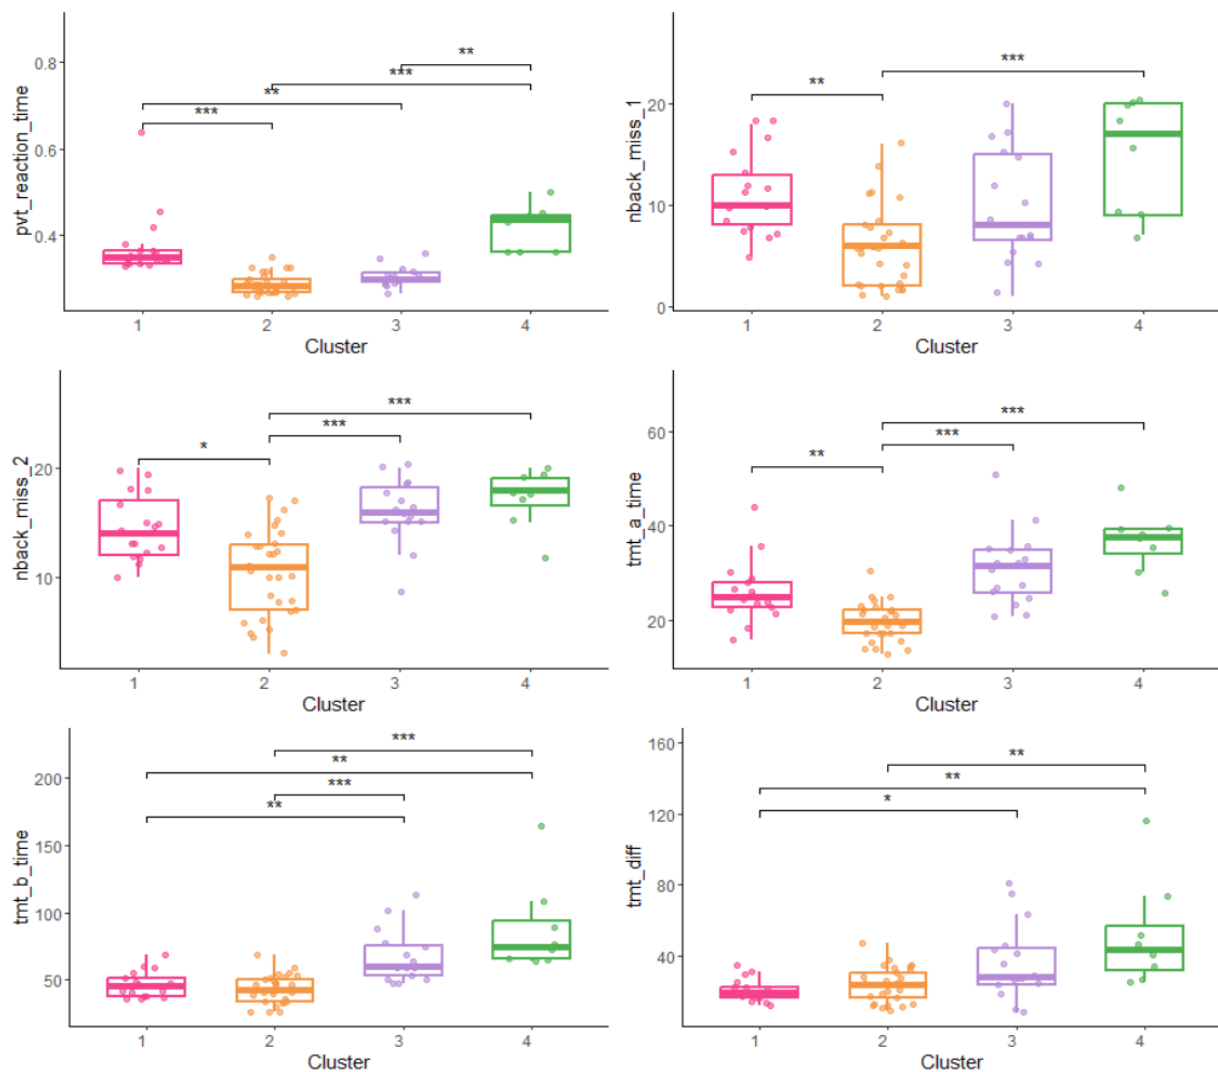 pvt_reaction_time
0.8
0.6
0.4
**
***
**
***
1 2 3 4
Cluster
nback_miss_1
20
10
0
***
**
1 2 3 4
Cluster
nback_miss_2
20
10
***
***
*
1 2 3 4
Cluster
tmt_a_time
60
40
20
***
***
**
1 2 3 4
Cluster
tmt_b_time
200
150
100
50
***
**
***
**
1 2 3 4
Cluster
tmt_diff
160
120
80
40
**
**
*
1 2 3 4
Cluster